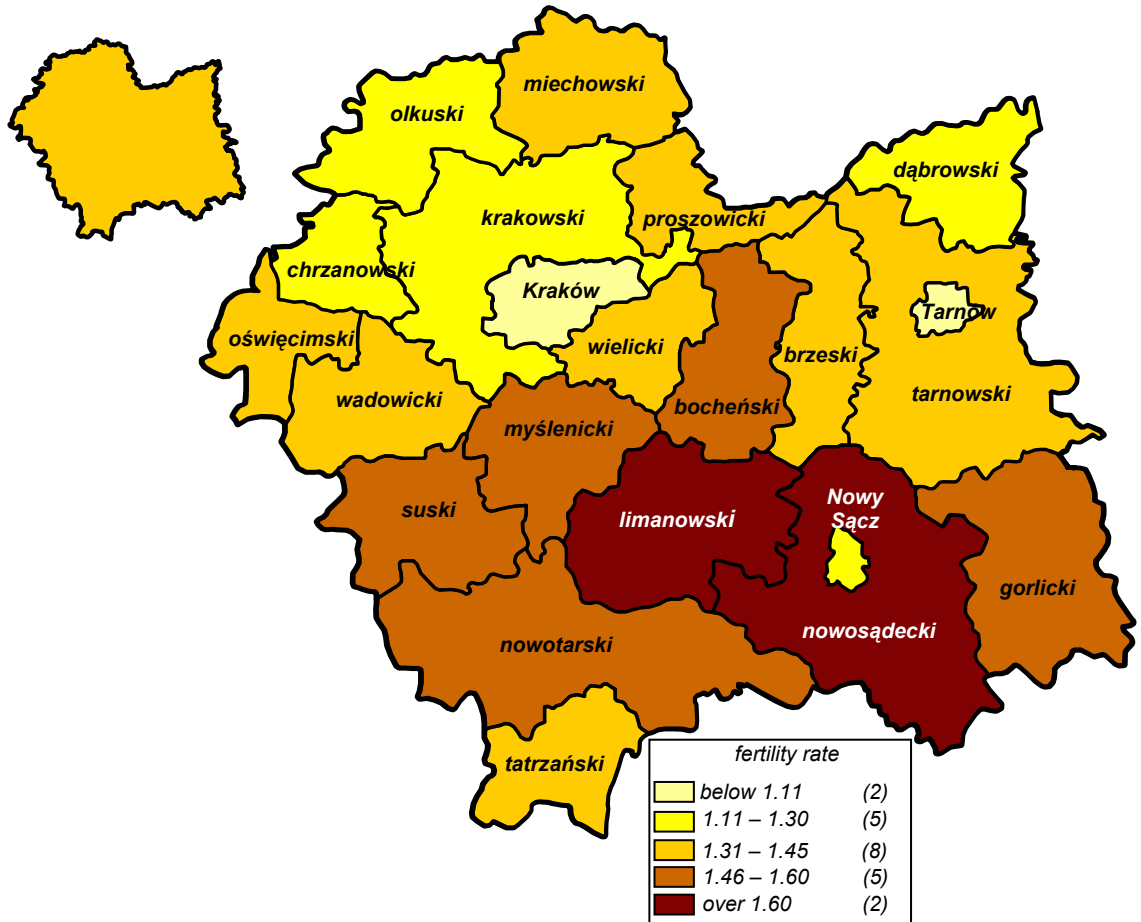 miechowski
olkuski
dąbrowski
krakowski
proszowicki
chrzanowski
Kraków
Tarnów
oświęcimski
wielicki
brzeski
wadowicki
bocheński
tarnowski
myślenicki
Nowy
Sącz
suski
limanowski
gorlicki
nowotarski
nowosądecki
tatrzański
fertility rate
below 1.11 (2)
1.11 – 1.30 (5)
1.31 – 1.45 (8)
1.46 – 1.60 (5)
over 1.60 (2)